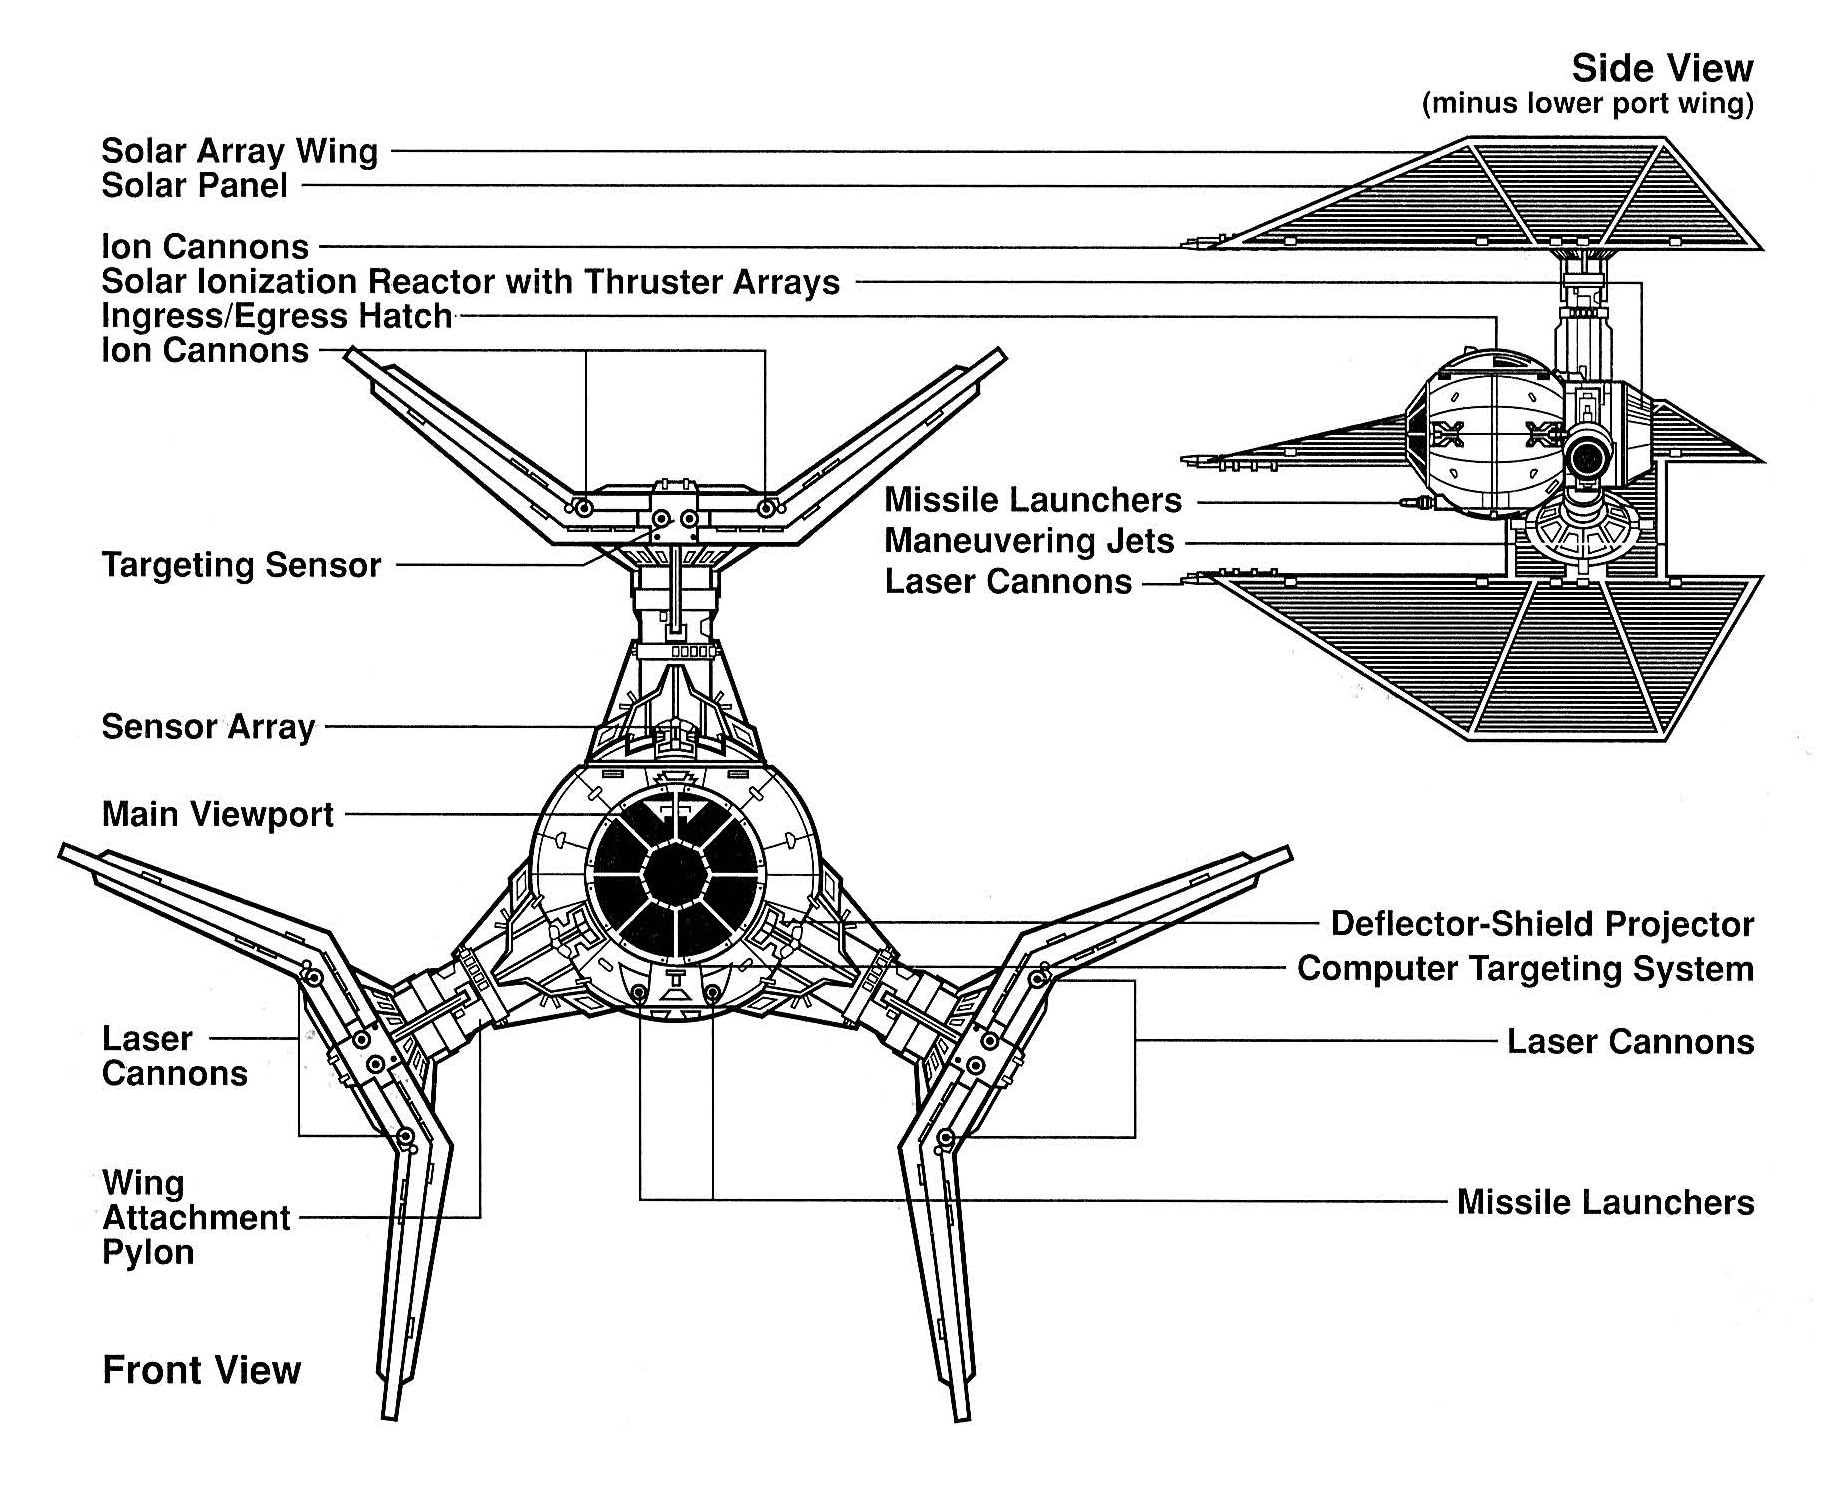 Side View
(minus lower port wing)
Solar Array Wing
Solar Panel
Ion Cannons
Solar Ionization Reactor with Thruster Arrays
Ingress/Egress Hatch
Ion Cannons
Missile Launchers
Maneuvering Jets
Laser Cannons
Targeting Sensor
Sensor Array
Main Viewport
Deflector-Shield Projector
Computer Targeting System
Laser
Cannons
Laser Cannons
Wing
Attachment
Pylon
Missile Launchers
Front View